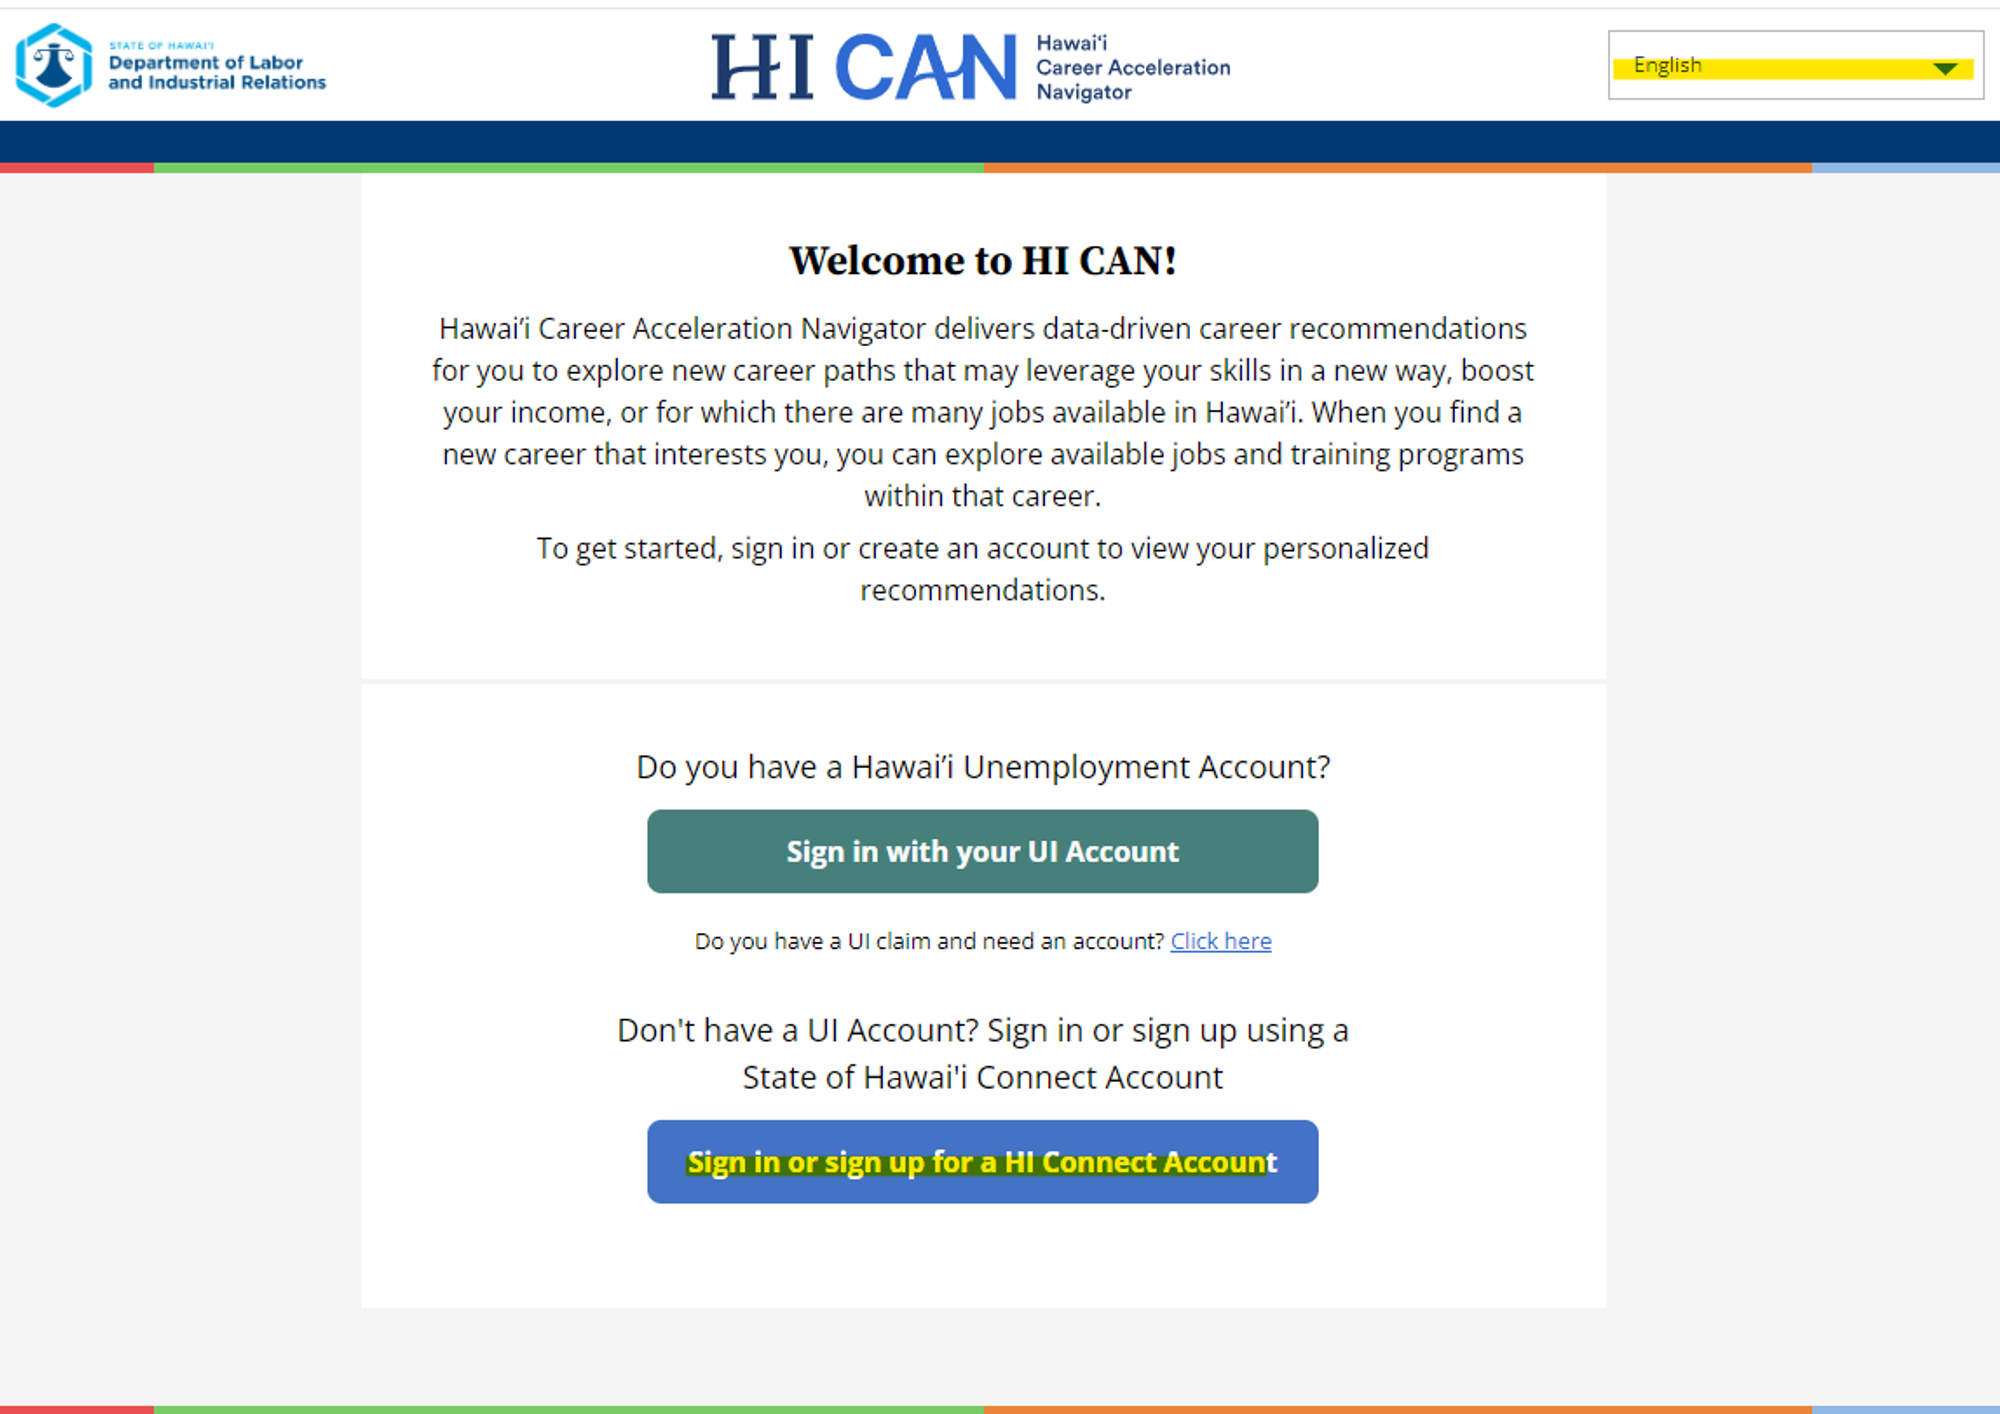 STATE OF HAWAI'I
Department of Labor
and Industrial Relations
HI CAN
Hawai‘i
Career Acceleration
Navigator
English
Welcome to HI CAN!
Hawai’i Career Acceleration Navigator delivers data-driven career recommendations
for you to explore new career paths that may leverage your skills in a new way, boost
your income, or for which there are many jobs available in Hawai’i. When you find a
new career that interests you, you can explore available jobs and training programs
within that career.
To get started, sign in or create an account to view your personalized
recommendations.
Do you have a Hawai’i Unemployment Account?
Sign in with your UI Account
Do you have a UI claim and need an account? Click here
Don't have a UI Account? Sign in or sign up using a
State of Hawai'i Connect Account
Sign in or sign up for a HI Connect Account